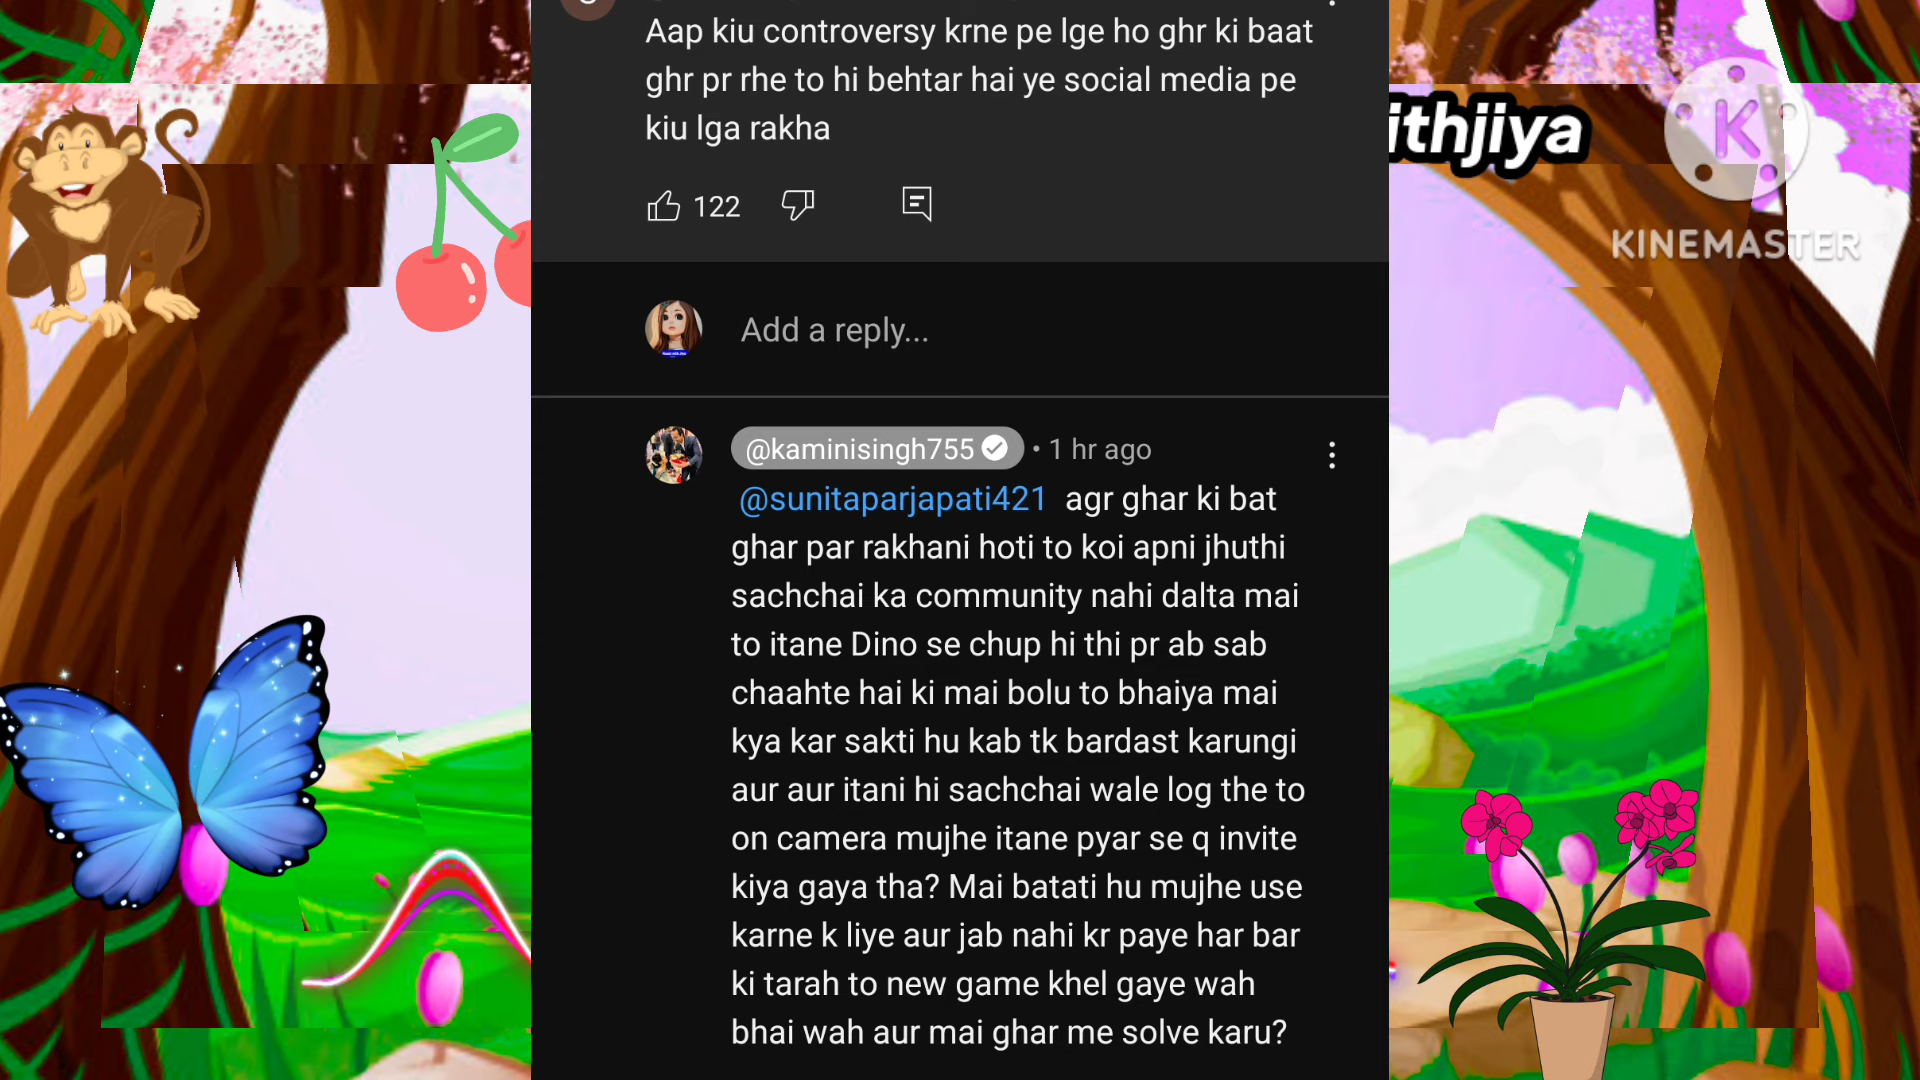 Aap kiu controversy krne pe lge ho ghr ki baat
ghr pr rhe to hi behtar hai ye social media pe
kiu lga rakha
122
ithjiya
K
KINEMASTER
Add a reply...
@kaminisingh755 • 1 hr ago
@sunitaparjapati421 agr ghar ki bat
ghar par rakhani hoti to koi apni jhuthi
sachchai ka community nahi dalta mai
to itane Dino se chup hi thi pr ab sab
chaahte hai ki mai bolu to bhaiya mai
kya kar sakti hu kab tk bardast karungi
aur aur itani hi sachchai wale log the to
on camera mujhe itane pyar se q invite
kiya gaya tha? Mai batati hu mujhe use
karne k liye aur jab nahi kr paye har bar
ki tarah to new game khel gaye wah
bhai wah aur mai ghar me solve karu?